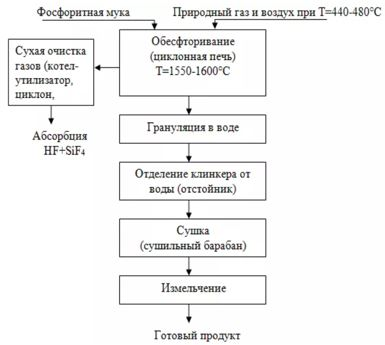 Фосфоритная мука
Природный газ и воздух при T=440-480°C
Обесфторивание
(циклонная печь)
T=1550-1600°C
Сухая очистка
газов (котел-
утилизатор,
циклон,
Абсорбция
HF+SiF4
Грануляция в воде
Отделение клинкера от
воды (отстойник)
Сушка
(сушильный барабан)
Измельчение
Готовый продукт